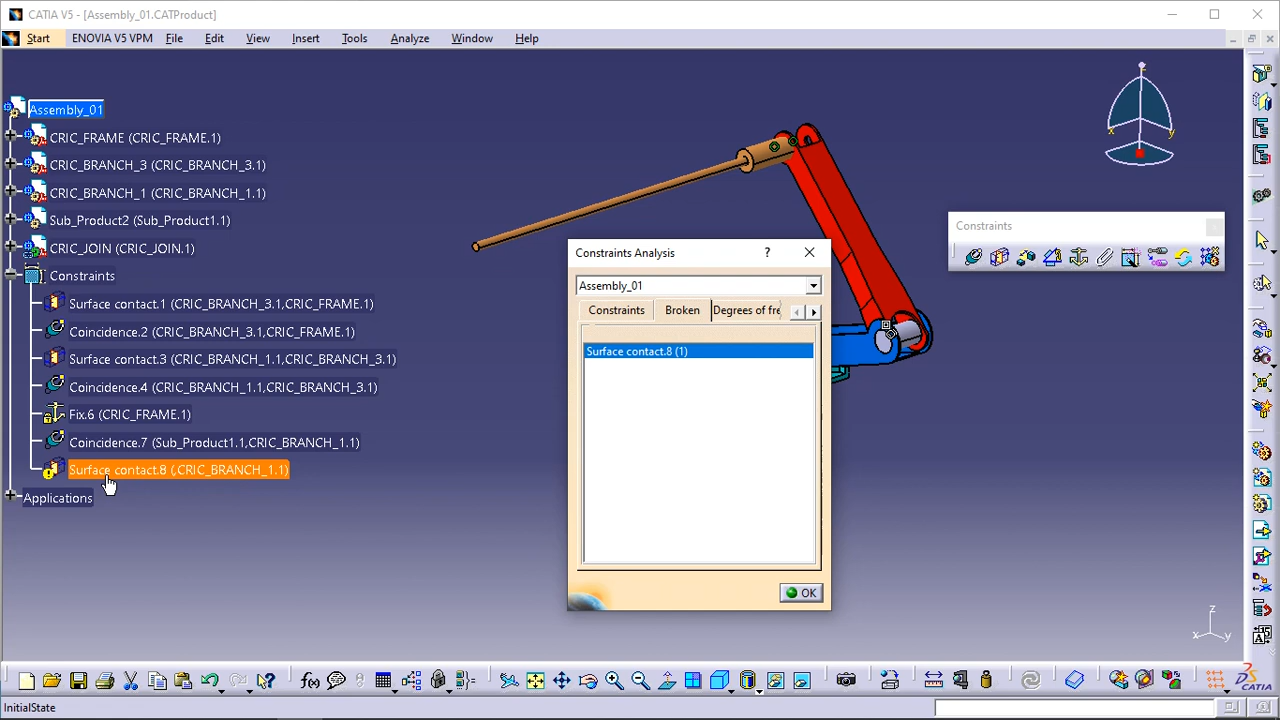 CATIA V5 - [Assembly_01.CATProduct]
Start ENOVIA V5 VPM File Edit View Insert Tools Analyze Window Help
Assembly_01
CRIC_FRAME (CRIC_FRAME.1)
CRIC_BRANCH_3 (CRIC_BRANCH_3.1)
CRIC_BRANCH_1 (CRIC_BRANCH_1.1)
Sub_Product2 (Sub_Product1.1)
CRIC_JOIN (CRIC_JOIN.1)
Constraints
Surface contact.1 (CRIC_BRANCH_3.1,CRIC_FRAME.1)
Coincidence.2 (CRIC_BRANCH_3.1,CRIC_FRAME.1)
Surface contact.3 (CRIC_BRANCH_1.1,CRIC_BRANCH_3.1)
Coincidence.4 (CRIC_BRANCH_1.1,CRIC_BRANCH_3.1)
Fix.6 (CRIC_FRAME.1)
Coincidence.7 (Sub_Product1.1,CRIC_BRANCH_1.1)
Surface contact.8 (,CRIC_BRANCH_1.1)
Applications
Constraints Analysis ?
Assembly_01
Constraints Broken Degrees of fre
Surface contact.8 (1)
OK
Constraints
x y
z
x y
f(x)
CATIA
InitialState